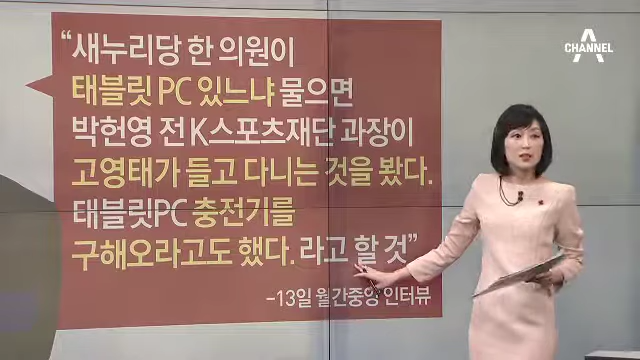 CHANNEL A
“새누리당 한 의원이
태블릿 PC 있느냐 물으면
박헌영 전 K스포츠재단 과장이
고영태가 들고 다니는 것을 봤다.
태블릿PC 충전기를
구해오라고도 했다. 라고 할 것”
-13일 월간중앙 인터뷰